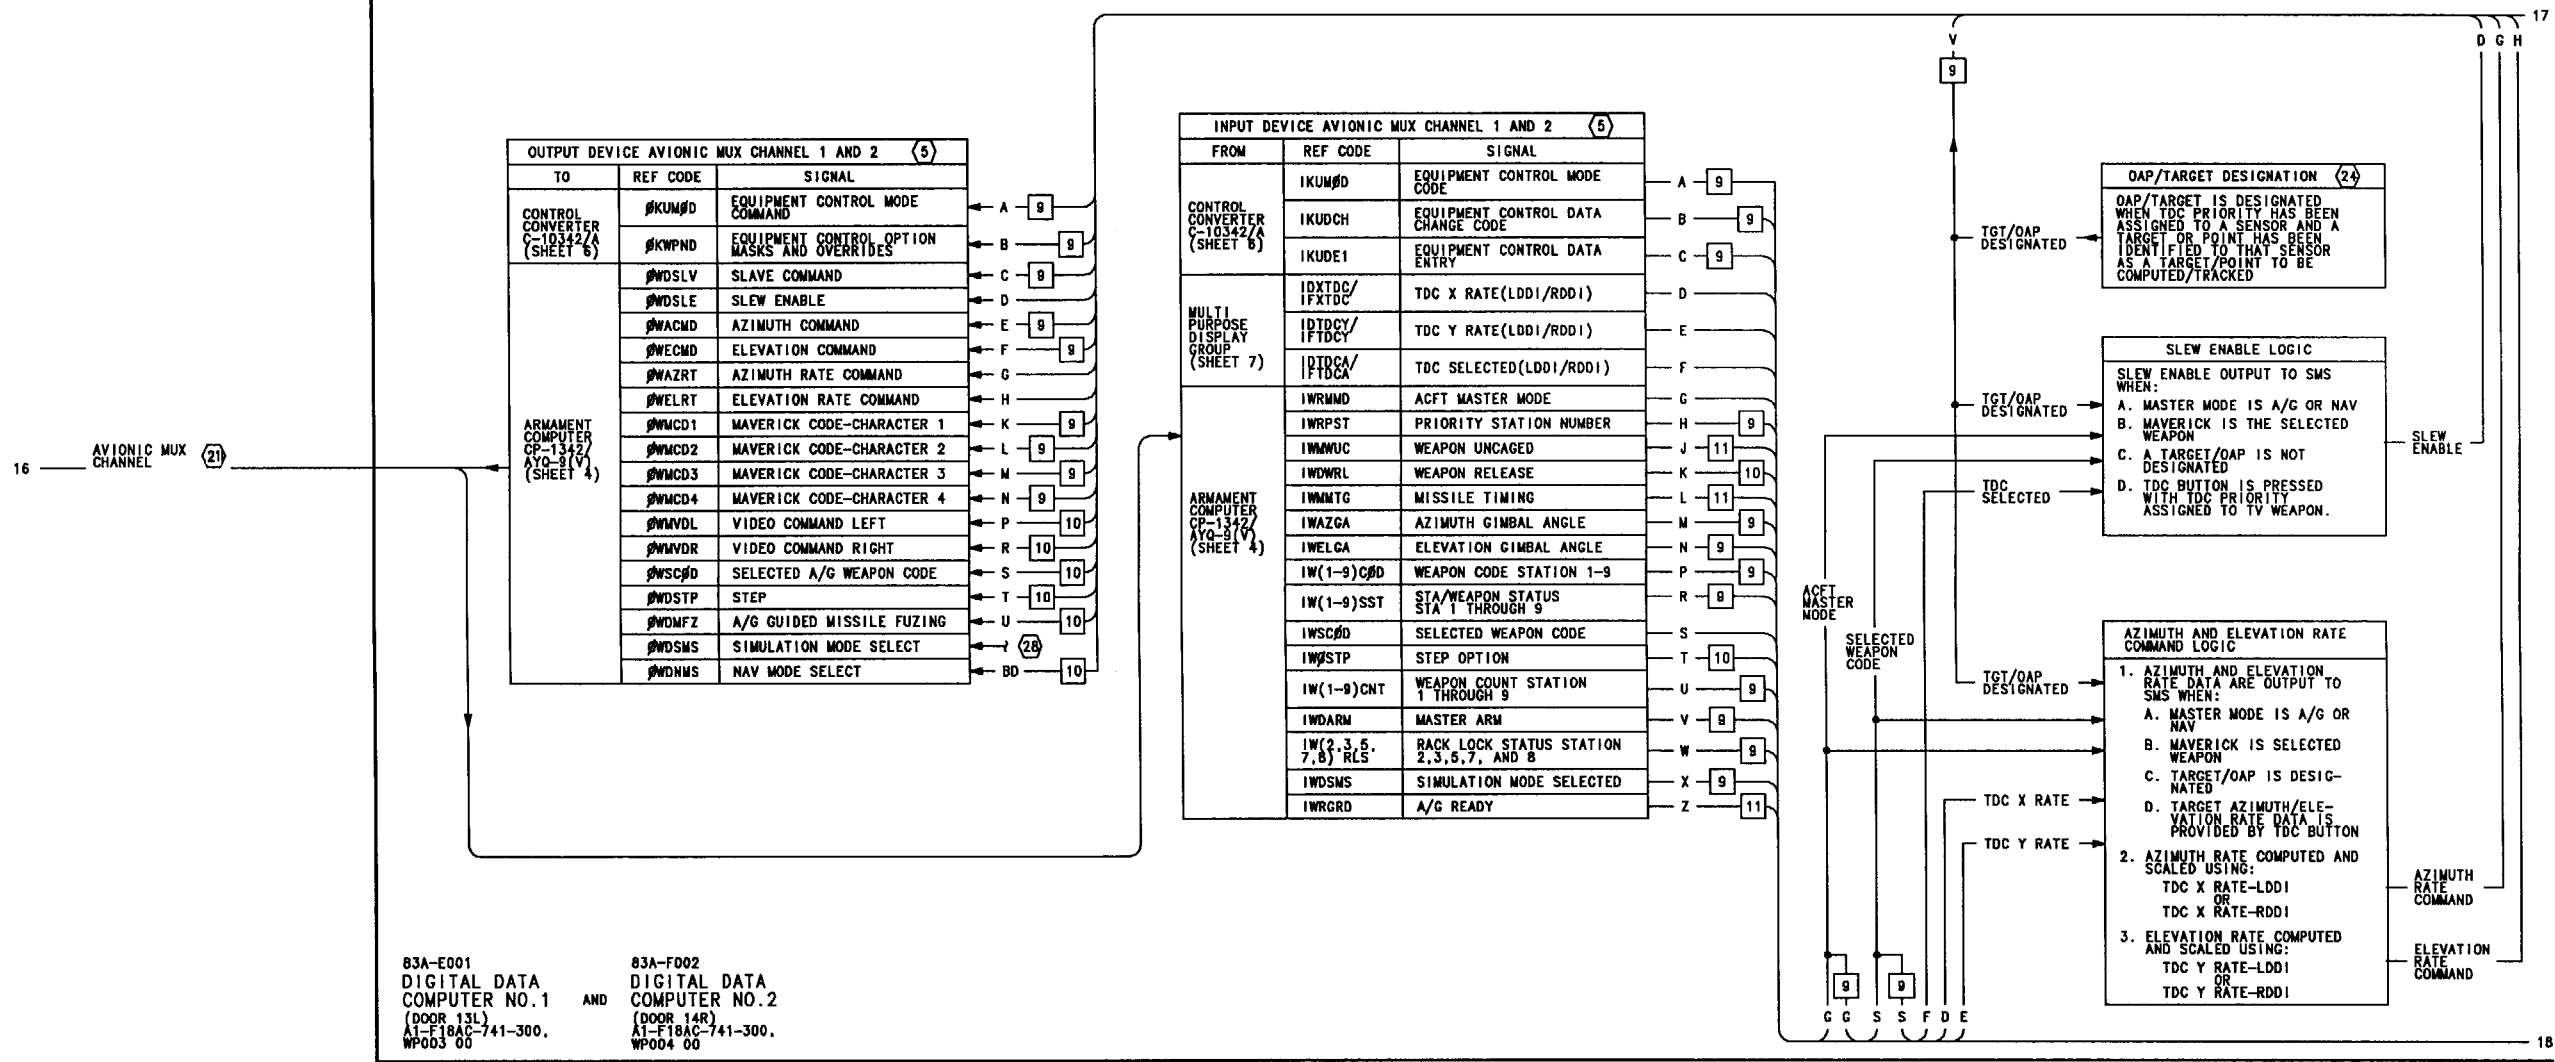 17
V
D G H
9
OUTPUT DEVICE AVIONIC MUX CHANNEL 1 AND 2 5
TO REF CODE SIGNAL
CONTROL
CONVERTER
C-10342/A
(SHEET 6)
ØKUMØD EQUIPMENT CONTROL MODE
COMMAND A 9
ØKWPND EQUIPMENT CONTROL OPTION
MASKS AND OVERRIDES B 9
ARMAMENT
COMPUTER
CP-1342/
AYQ-9(V)
(SHEET 4)
ØWDSLV SLAVE COMMAND C 9
ØWDSLE SLEW ENABLE D
ØWACMD AZIMUTH COMMAND E 9
ØWECMD ELEVATION COMMAND F 9
ØWAZRT AZIMUTH RATE COMMAND G
ØWELRT ELEVATION RATE COMMAND H
ØWMCD1 MAVERICK CODE-CHARACTER 1 K 9
ØWMCD2 MAVERICK CODE-CHARACTER 2 L 9
ØWMCD3 MAVERICK CODE-CHARACTER 3 M 9
ØWMCD4 MAVERICK CODE-CHARACTER 4 N 9
ØWMVDL VIDEO COMMAND LEFT P 10
ØWMVDR VIDEO COMMAND RIGHT R 10
ØWSCØD SELECTED A/G WEAPON CODE S 10
ØWDSTP STEP T 10
ØWDMFZ A/G GUIDED MISSILE FUZING U 10
ØWDSMS SIMULATION MODE SELECT 28
ØWDNMS NAV MODE SELECT BD 10
16 AVIONIC MUX
CHANNEL 21
INPUT DEVICE AVIONIC MUX CHANNEL 1 AND 2 5
FROM REF CODE SIGNAL
CONTROL
CONVERTER
C-10342/A
(SHEET 6)
IKUMØD EQUIPMENT CONTROL MODE
CODE A 9
IKUDCH EQUIPMENT CONTROL DATA
CHANGE CODE B 9
IKUDE1 EQUIPMENT CONTROL DATA
ENTRY C 9
MULTI
PURPOSE
DISPLAY
GROUP
(SHEET 7)
IDXTDC/
IFXTDC TDC X RATE(LDDI/RDDI) D
IDTDCY/
IFTDCY TDC Y RATE(LDDI/RDDI) E
IDTDCA/
IFTDCA TDC SELECTED(LDDI/RDDI) F
ARMAMENT
COMPUTER
CP-1342/
AYQ-9(V)
(SHEET 4)
IWRMMD ACFT MASTER MODE G
IWRPST PRIORITY STATION NUMBER H 9
IWMWUC WEAPON UNCAGED J 11
IWDWRL WEAPON RELEASE K 10
IWMMTG MISSILE TIMING L 11
IWAZGA AZIMUTH GIMBAL ANGLE M 9
IWELGA ELEVATION GIMBAL ANGLE N 9
IW(1-9)CØD WEAPON CODE STATION 1-9 P 9
IW(1-9)SST STA/WEAPON STATUS
STA 1 THROUGH 9 R 9
IWSCØD SELECTED WEAPON CODE S
IWØSTP STEP OPTION T 10
IW(1-9)CNT WEAPON COUNT STATION
1 THROUGH 9 U 9
IWDARM MASTER ARM V 9
IW(2,3,5,
7,8) RLS RACK LOCK STATUS STATION
2,3,5,7, AND 8 W 9
IWDSMS SIMULATION MODE SELECTED X 9
IWRGRD A/G READY Z 11
OAP/TARGET DESIGNATION 24
OAP/TARGET IS DESIGNATED
WHEN TDC PRIORITY HAS BEEN
ASSIGNED TO A SENSOR AND A
TARGET OR POINT HAS BEEN
IDENTIFIED TO THAT SENSOR
AS A TARGET/POINT TO BE
COMPUTED/TRACKED
TGT/OAP
DESIGNATED
SLEW ENABLE LOGIC
SLEW ENABLE OUTPUT TO SMS
WHEN:
A. MASTER MODE IS A/G OR NAV
B. MAVERICK IS THE SELECTED
WEAPON
C. A TARGET/OAP IS NOT
DESIGNATED
D. TDC BUTTON IS PRESSED
WITH TDC PRIORITY
ASSIGNED TO TV WEAPON.
TGT/OAP
DESIGNATED
TDC
SELECTED
SLEW
ENABLE
ACFT
MASTER
MODE
SELECTED
WEAPON
CODE
AZIMUTH AND ELEVATION RATE
COMMAND LOGIC
1. AZIMUTH AND ELEVATION
RATE DATA ARE OUTPUT TO
SMS WHEN:
A. MASTER MODE IS A/G OR
NAV
B. MAVERICK IS SELECTED
WEAPON
C. TARGET/OAP IS DESIG-
NATED
D. TARGET AZIMUTH/ELE-
VATION RATE DATA IS
PROVIDED BY TDC BUTTON
2. AZIMUTH RATE COMPUTED AND
SCALED USING:
TDC X RATE-LDDI
OR
TDC X RATE-RDDI
3. ELEVATION RATE COMPUTED
AND SCALED USING:
TDC Y RATE-LDDI
OR
TDC Y RATE-RDDI
TGT/OAP
DESIGNATED
TDC X RATE
TDC Y RATE
AZIMUTH
RATE
COMMAND
ELEVATION
RATE
COMMAND
9 9
G G S S F D E
18
83A-E001
DIGITAL DATA
COMPUTER NO.1
(DOOR 13L)
A1-F18AC-741-300,
WP003 00
AND
83A-F002
DIGITAL DATA
COMPUTER NO.2
(DOOR 14R)
A1-F18AC-741-300,
WP004 00